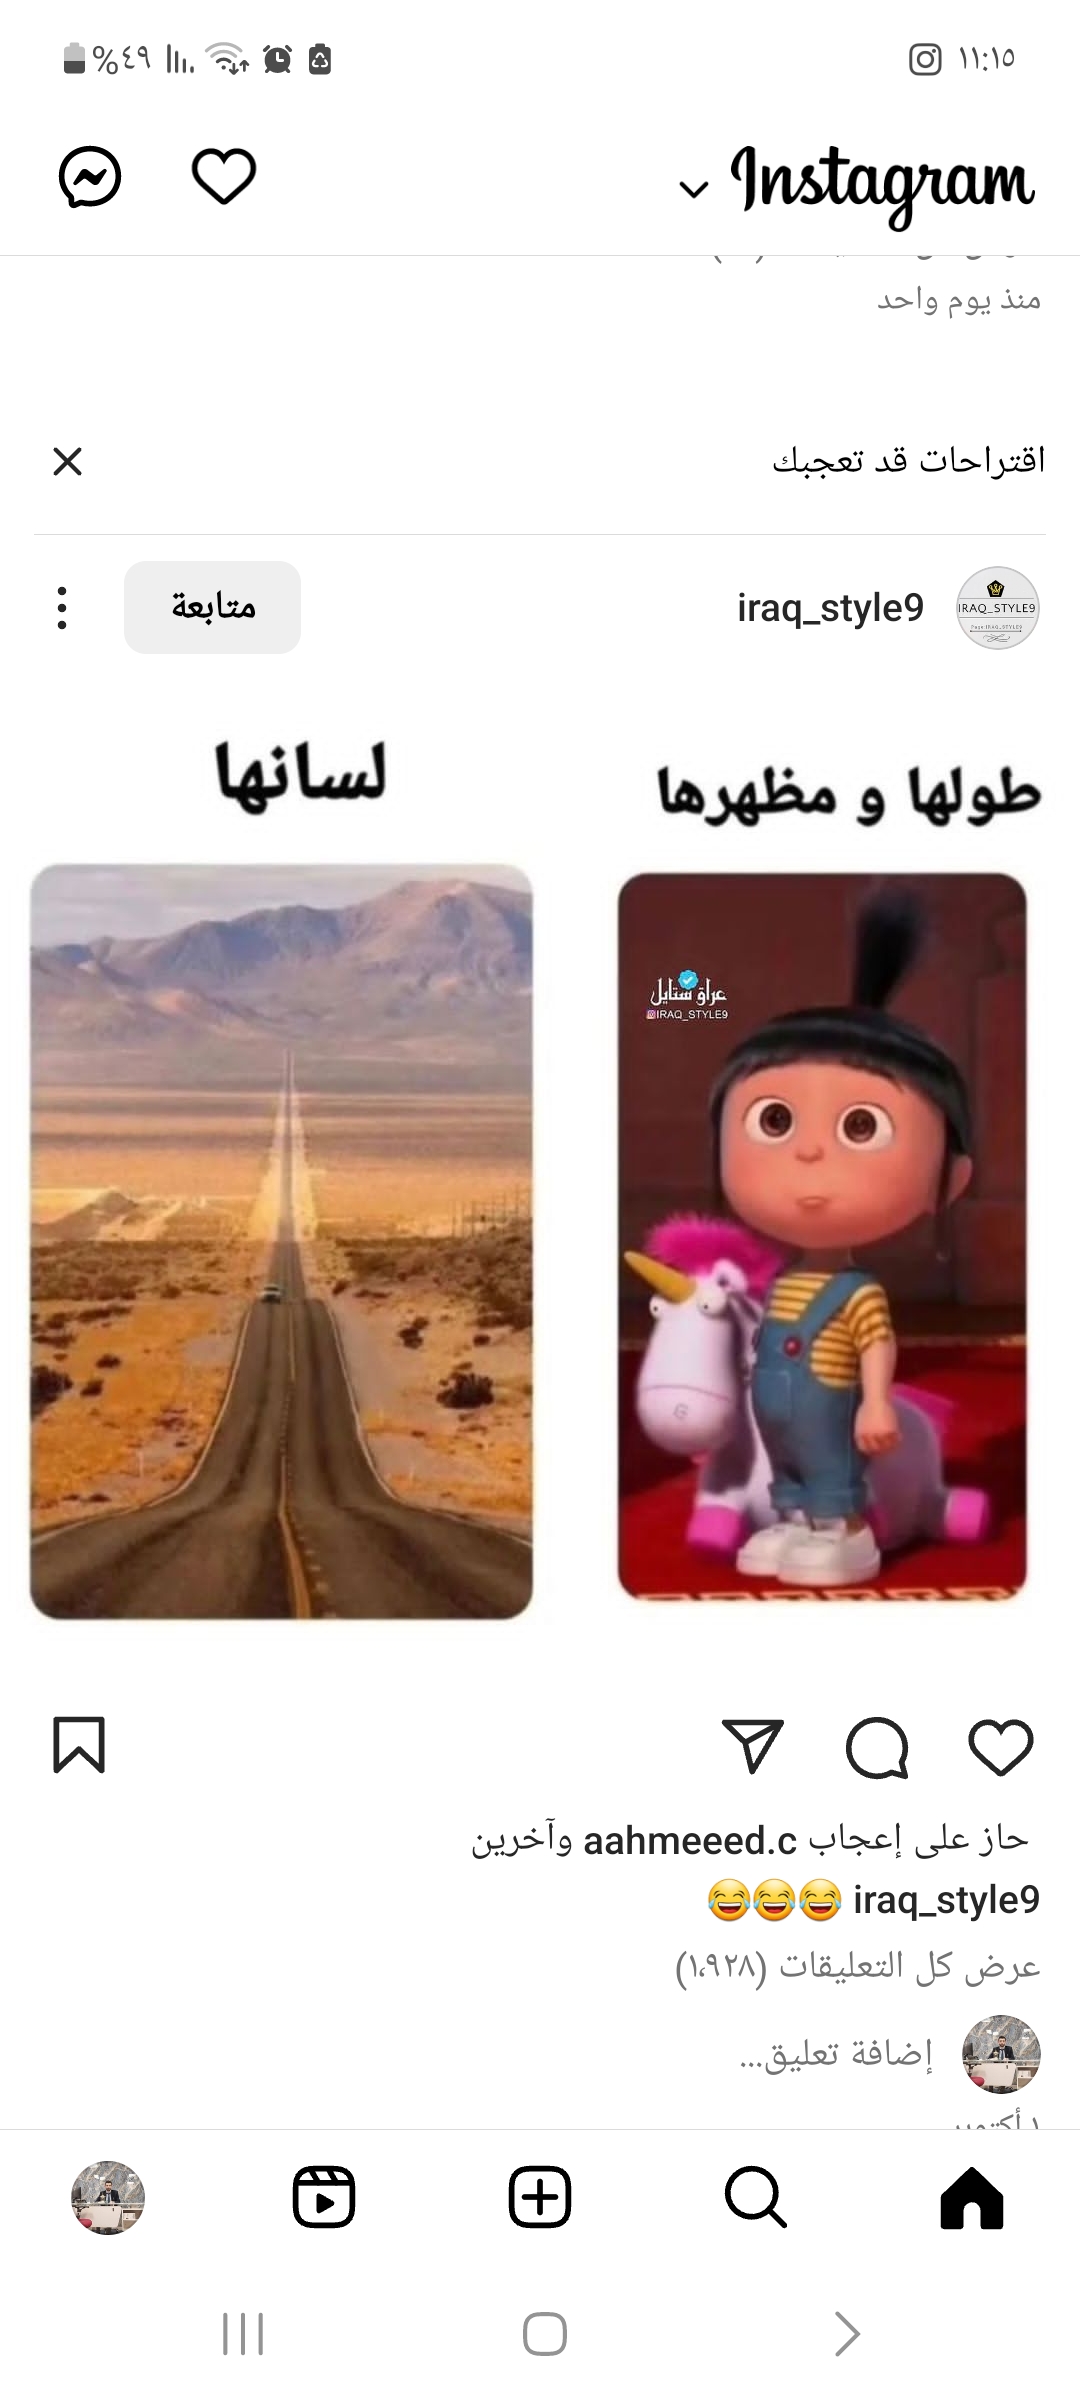 ١١:١٥
%٤٩
Instagram
منذ يوم واحد
اقتراحات قد تعجبك
IRAQ_STYLE9
iraq_style9
متابعة
طولها و مظهرها
لسانها
عراق ستايل
IRAQ_STYLE9
حاز على إعجاب aahmeeed.c وآخرين
iraq_style9 😂😂😂
عرض كل التعليقات (١،٩٢٨)
إضافة تعليق...